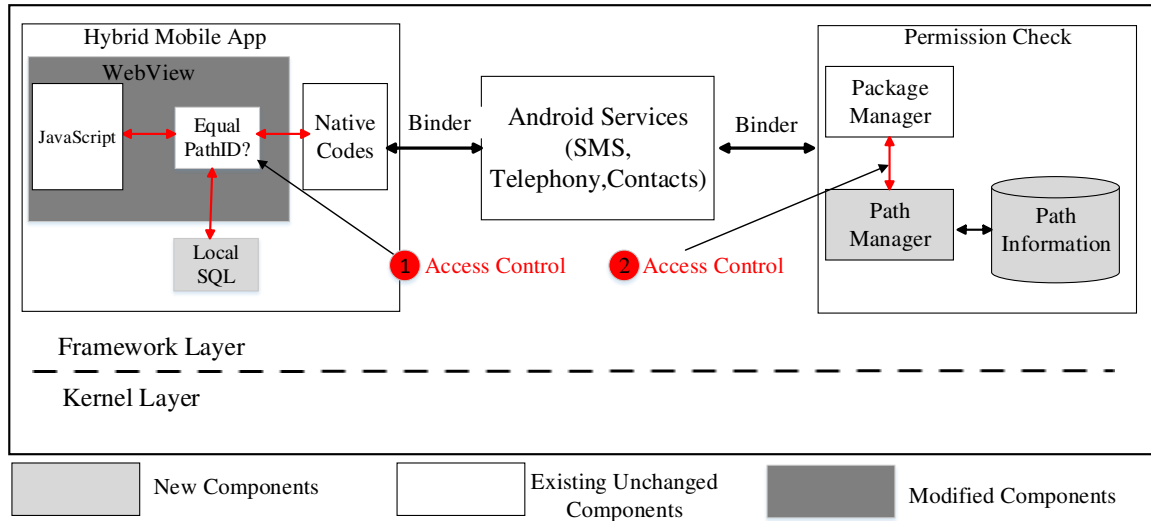 Hybrid Mobile App
WebView
JavaScript
Equal
PathID?
Native
Codes
Local
SQL
Binder
Android Services
(SMS,
Telephony,Contacts)
Binder
Permission Check
Package
Manager
Path
Manager
Path
Information
1 Access Control
2 Access Control
Framework Layer
Kernel Layer
New Components
Existing Unchanged
Components
Modified Components